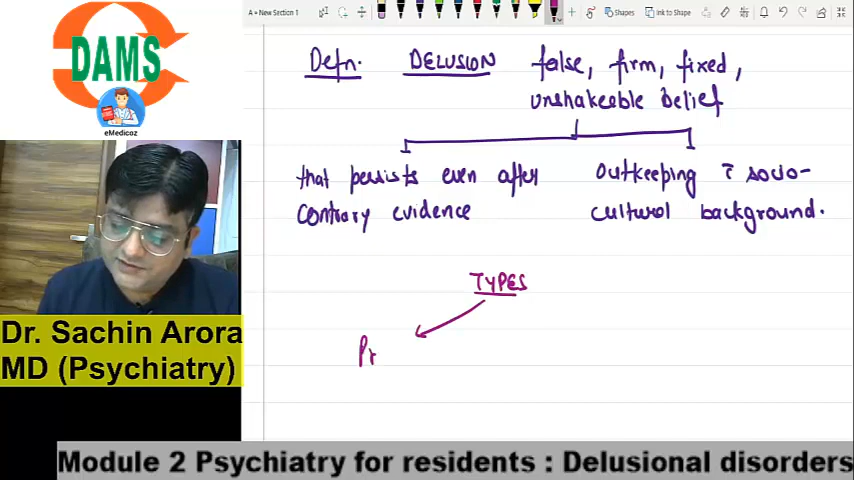 DAMS
eMedicoz
A = New Section 1
Shapes
Ink to Shape
Defn.  DELUSION  false, firm, fixed,
unshakeable belief
that persists even after
contrary evidence
Outkeeping c̄ socio-
cultural background.
TYPES
Pr
Dr. Sachin Arora
MD (Psychiatry)
Module 2 Psychiatry for residents : Delusional disorders